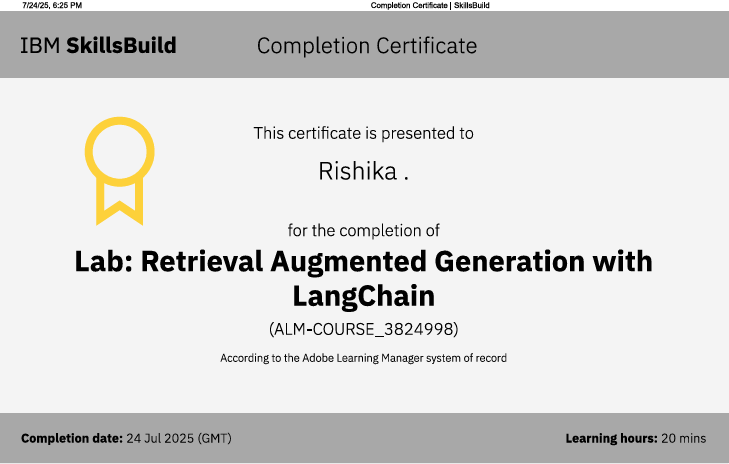 7/24/25, 6:25 PM Completion Certificate | SkillsBuild
IBM SkillsBuild Completion Certificate
This certificate is presented to
Rishika .
for the completion of
Lab: Retrieval Augmented Generation with
LangChain
(ALM-COURSE_3824998)
According to the Adobe Learning Manager system of record
Completion date: 24 Jul 2025 (GMT) Learning hours: 20 mins